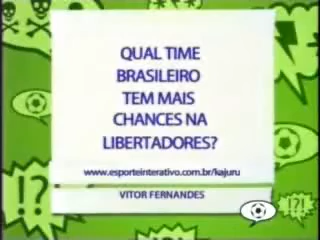 QUAL TIME
BRASILEIRO
TEM MAIS
CHANCES NA
LIBERTADORES?
www.esporteinterativo.com.br/kajuru
VITOR FERNANDES
!?
!?!